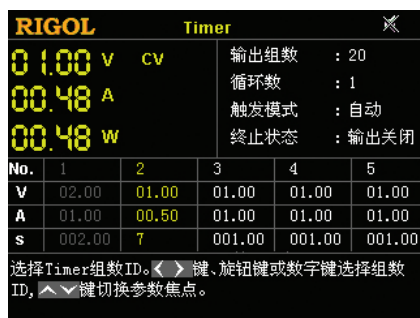 RIGOL Timer
01.00 V CV
00.48 A
00.48 W
输出组数 : 20
循环数 : 1
触发模式 : 自动
终止状态 : 输出关闭
No. 1 2 3 4 5
V 02.00 01.00 01.00 01.00 01.00
A 01.00 00.50 01.00 01.00 01.00
s 002.00 7 001.00 001.00 001.00
选择Timer组数ID。键、旋钮键或数字键选择组数
ID, 键切换参数焦点。